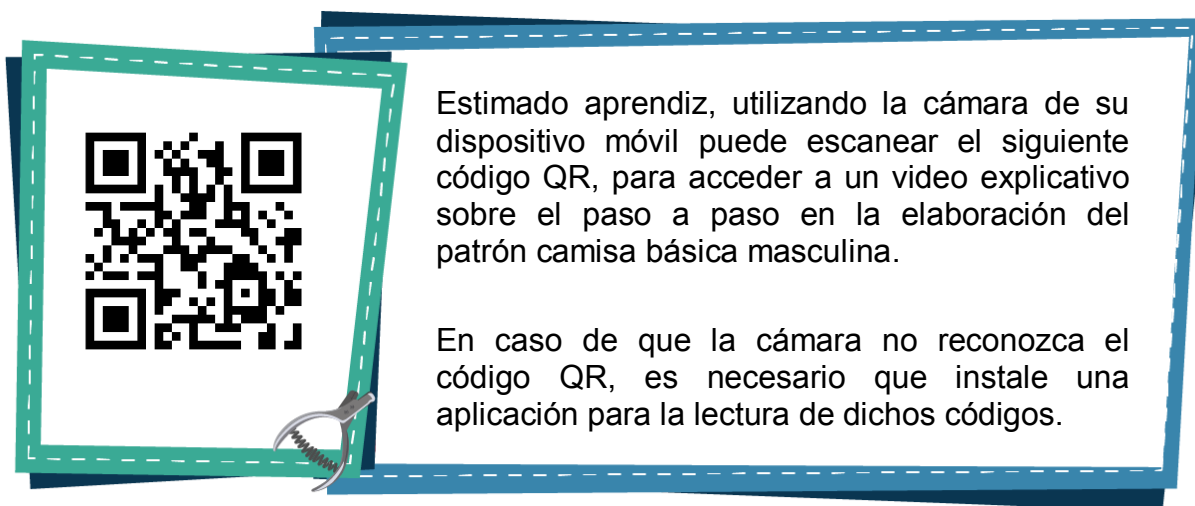 Estimado aprendiz, utilizando la cámara de su
dispositivo móvil puede escanear el siguiente
código QR, para acceder a un video explicativo
sobre el paso a paso en la elaboración del
patrón camisa básica masculina.
En caso de que la cámara no reconozca el
código QR, es necesario que instale una
aplicación para la lectura de dichos códigos.